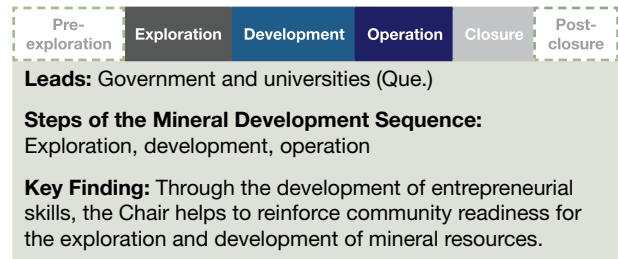 Pre-
exploration
Exploration
Development
Operation
Closure
Post-
closure
Leads: Government and universities (Que.)
Steps of the Mineral Development Sequence:
Exploration, development, operation
Key Finding: Through the development of entrepreneurial
skills, the Chair helps to reinforce community readiness for
the exploration and development of mineral resources.